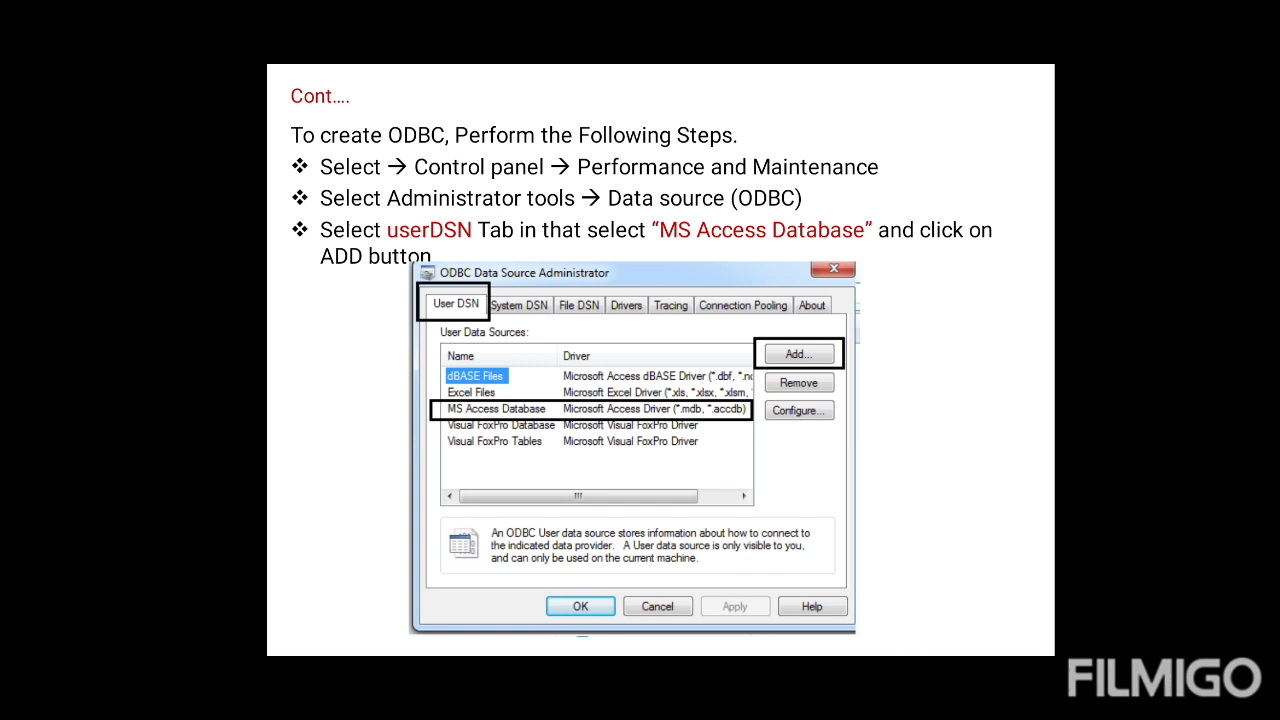 Cont....
To create ODBC, Perform the Following Steps.
❖ Select → Control panel → Performance and Maintenance
❖ Select Administrator tools → Data source (ODBC)
❖ Select userDSN Tab in that select “MS Access Database” and click on
ADD button
ODBC Data Source Administrator
User DSN System DSN File DSN Drivers Tracing Connection Pooling About
User Data Sources:
Name Driver Add...
dBASE Files Microsoft Access dBASE Driver (*.dbf, *.nd
Excel Files Microsoft Excel Driver (*.xls, *.xlsx, *.xlsm, Remove
MS Access Database Microsoft Access Driver (*.mdb, *.accdb) Configure...
Visual FoxPro Database Microsoft Visual FoxPro Driver
Visual FoxPro Tables Microsoft Visual FoxPro Driver
An ODBC User data source stores information about how to connect to
the indicated data provider. A User data source is only visible to you,
and can only be used on the current machine.
OK Cancel Apply Help
FILMIGO